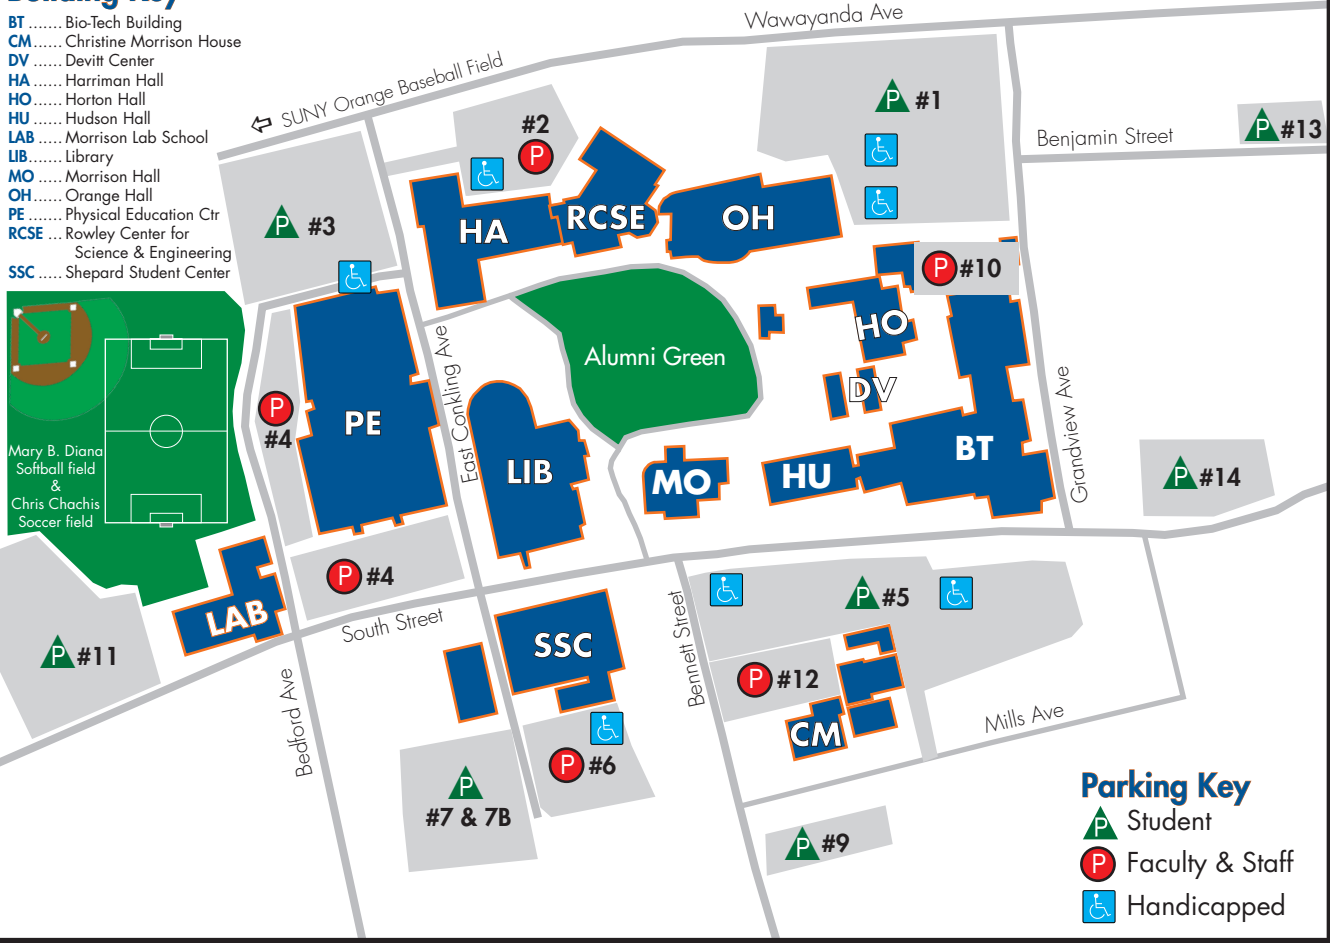 Building Key
BT ....... Bio-Tech Building
CM ...... Christine Morrison House
DV ...... Devitt Center
HA ...... Harriman Hall
HO ...... Horton Hall
HU ...... Hudson Hall
LAB ..... Morrison Lab School
LIB ....... Library
MO ..... Morrison Hall
OH ...... Orange Hall
PE ....... Physical Education Ctr
RCSE ... Rowley Center for
Science & Engineering
SSC ..... Shepard Student Center
Wawayanda Ave
SUNY Orange Baseball Field
P #1
#2
P
P #13
Benjamin Street
P #3
HA
RCSE
OH
P #10
HO
Alumni Green
DV
East Conkling Ave
Grandview Ave
P
#4
PE
LIB
MO
HU
BT
P #14
Mary B. Diana
Softball field
&
Chris Chachis
Soccer field
P #4
P #5
LAB
South Street
SSC
Bennett Street
P #11
P #12
Bedford Ave
CM
Mills Ave
P #6
P
#7 & 7B
P #9
Parking Key
P Student
P Faculty & Staff
Handicapped